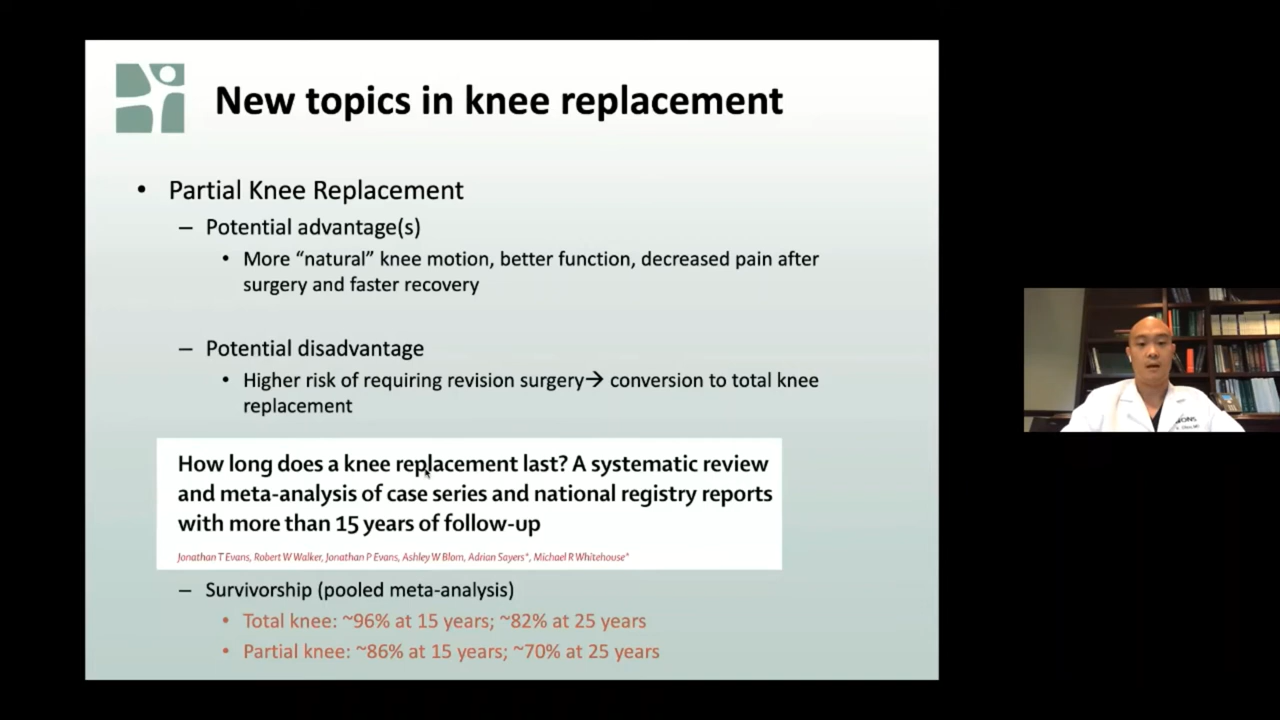 New topics in knee replacement
• Partial Knee Replacement
– Potential advantage(s)
• More “natural” knee motion, better function, decreased pain after
surgery and faster recovery
– Potential disadvantage
• Higher risk of requiring revision surgery→ conversion to total knee
replacement
How long does a knee replacement last? A systematic review
and meta-analysis of case series and national registry reports
with more than 15 years of follow-up
Jonathan T Evans, Robert W Walker, Jonathan P Evans, Ashley W Blom, Adrian Sayers*, Michael R Whitehouse*
– Survivorship (pooled meta-analysis)
• Total knee: ~96% at 15 years; ~82% at 25 years
• Partial knee: ~86% at 15 years; ~70% at 25 years